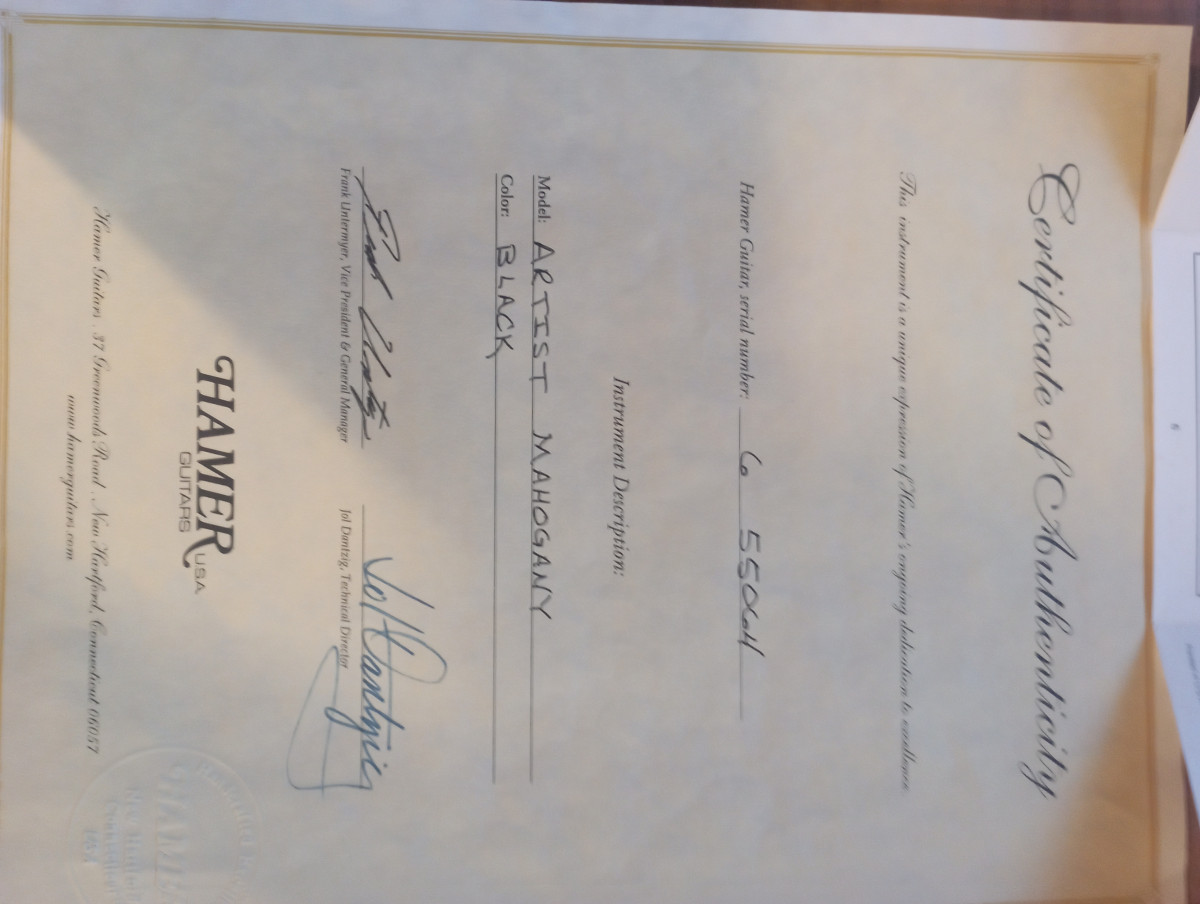 Certificate of Authenticity
This instrument is a unique expression of Hamer's ongoing dedication to excellence
Hamer Guitar, serial number: 6 55064
Instrument Description:
Model: ARTIST MAHOGANY
Color: BLACK
Jol Dantzig
Frank Untermyer, Vice President & General Manager Jol Dantzig, Technical Director
HAMER
GUITARS USA
Hamer Guitars . 37 Greenwoods Road . New Hartford, Connecticut 06057
www.hamerguitars.com